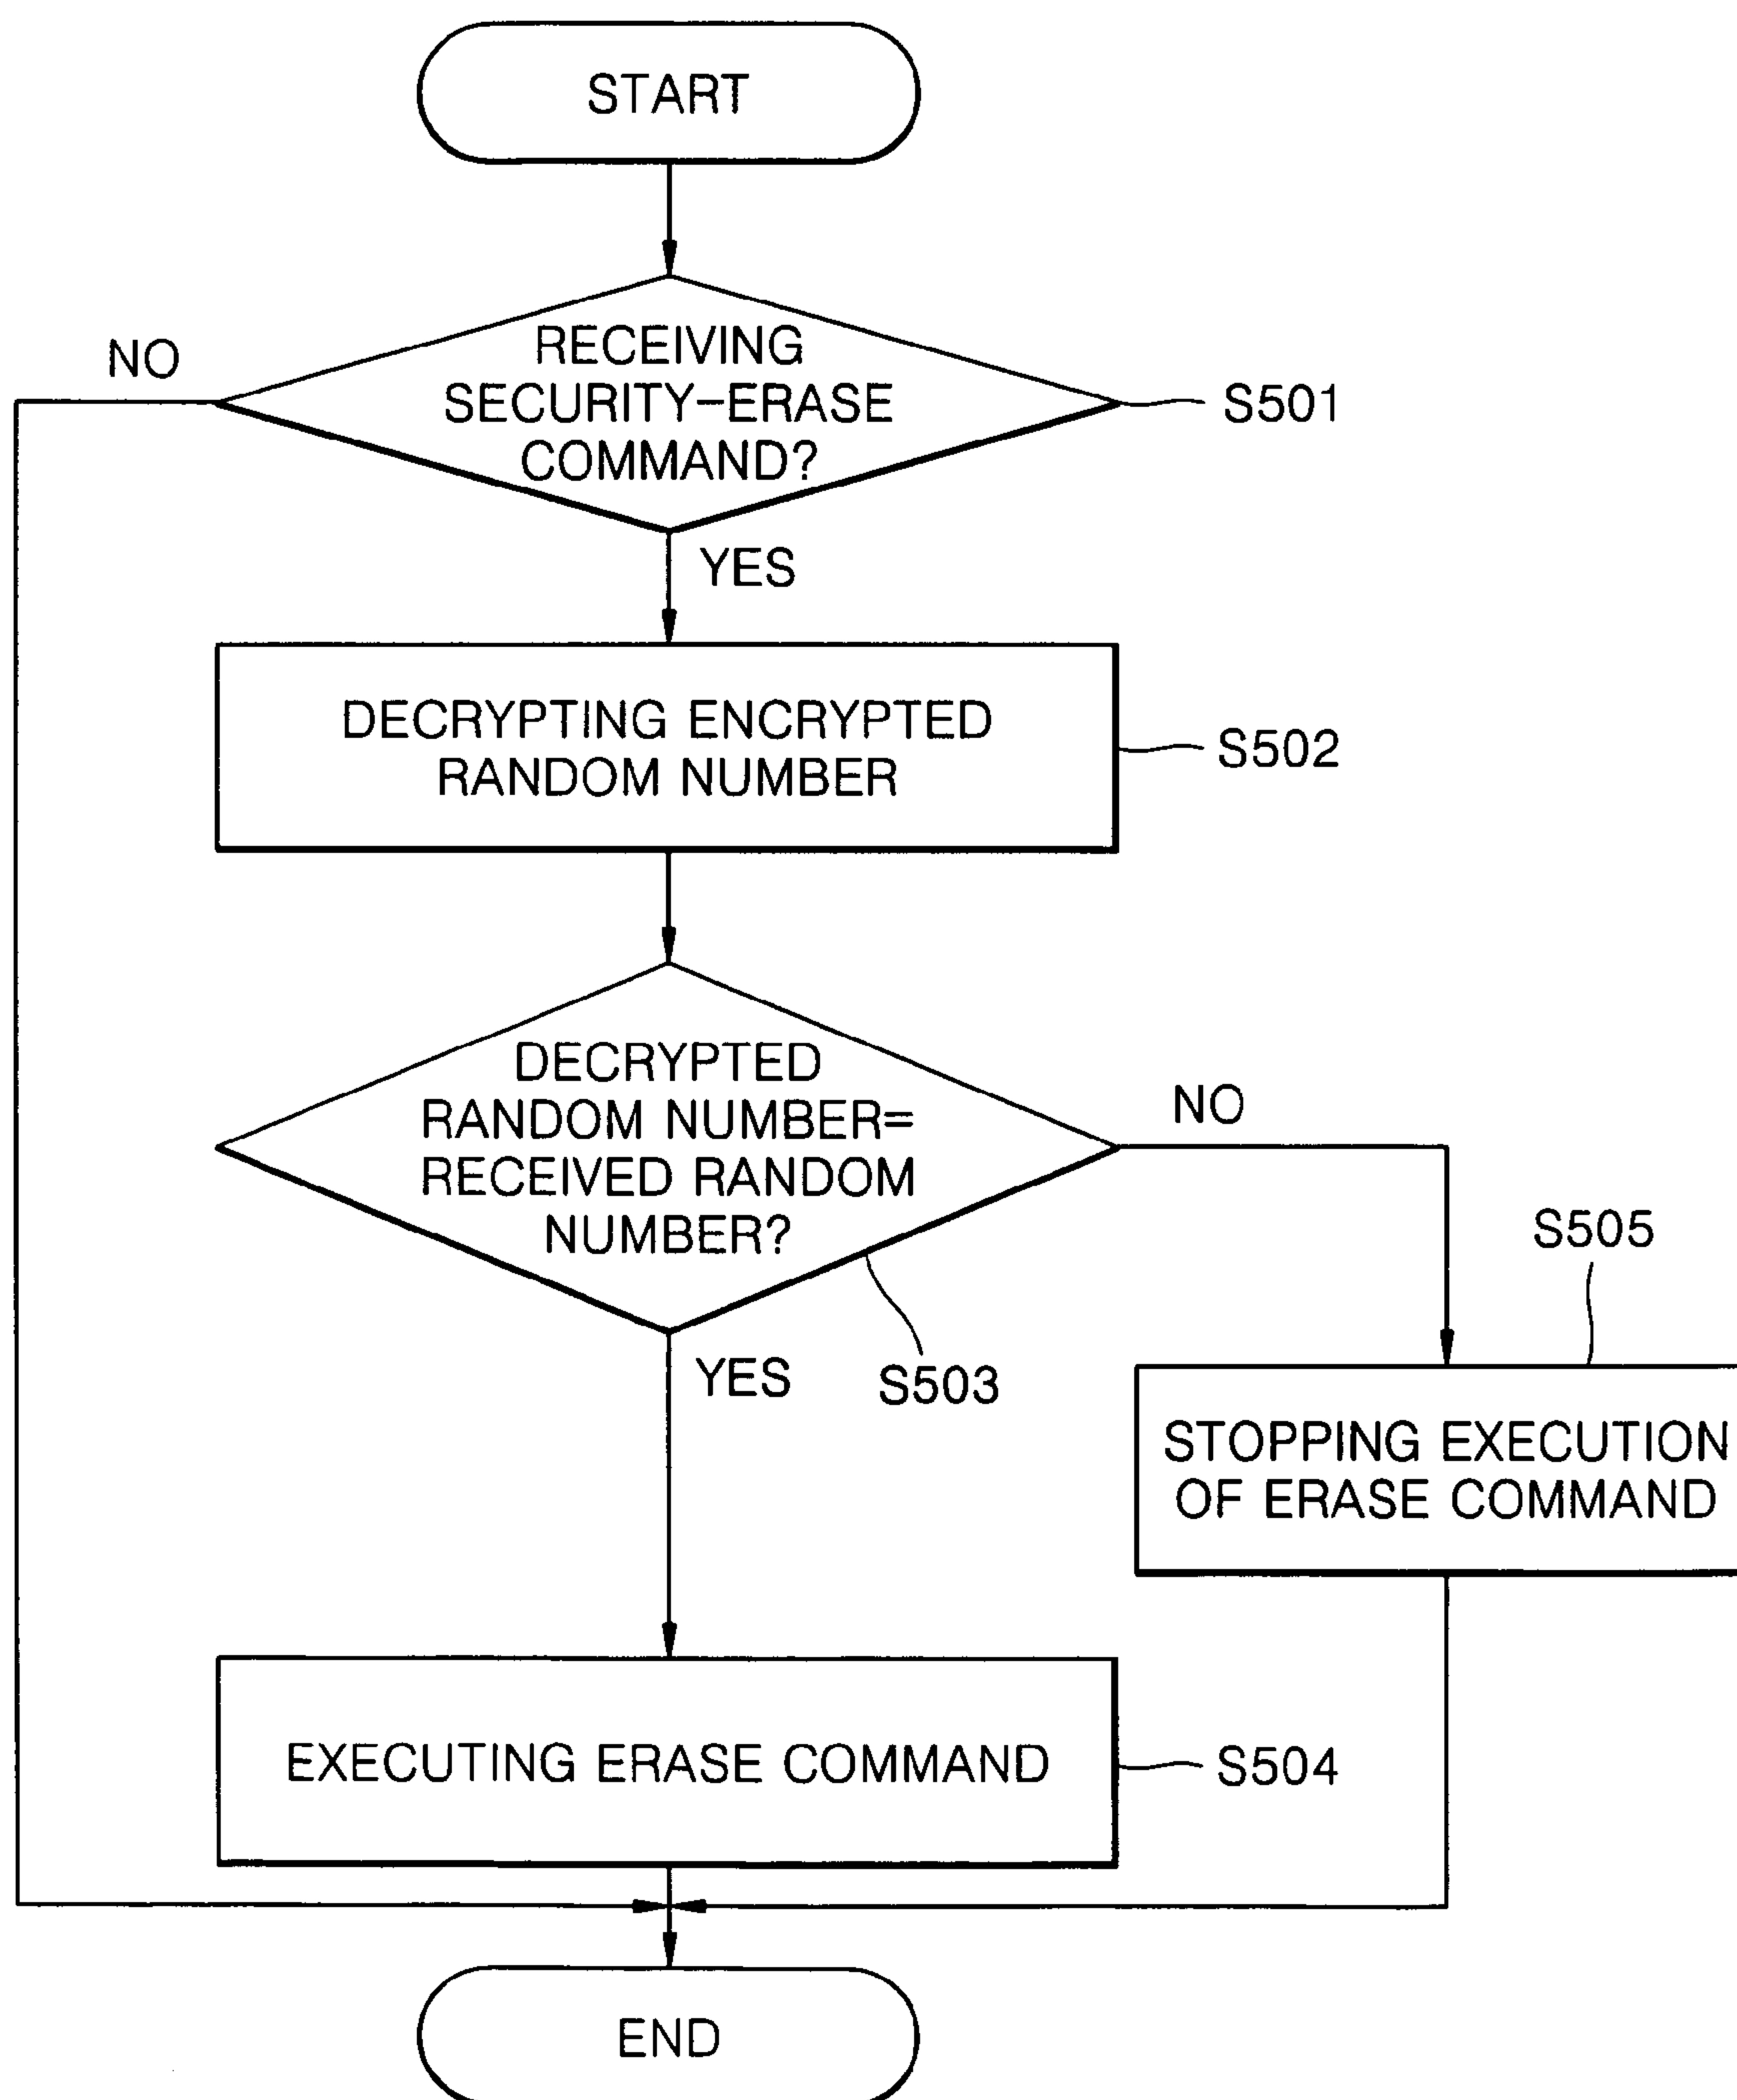 START
NO
RECEIVING
SECURITY-ERASE
COMMAND?
S501
YES
DECRYPTING ENCRYPTED
RANDOM NUMBER
S502
DECRYPTED
RANDOM NUMBER=
RECEIVED RANDOM
NUMBER?
NO
S505
YES
S503
STOPPING EXECUTION
OF ERASE COMMAND
EXECUTING ERASE COMMAND
S504
END